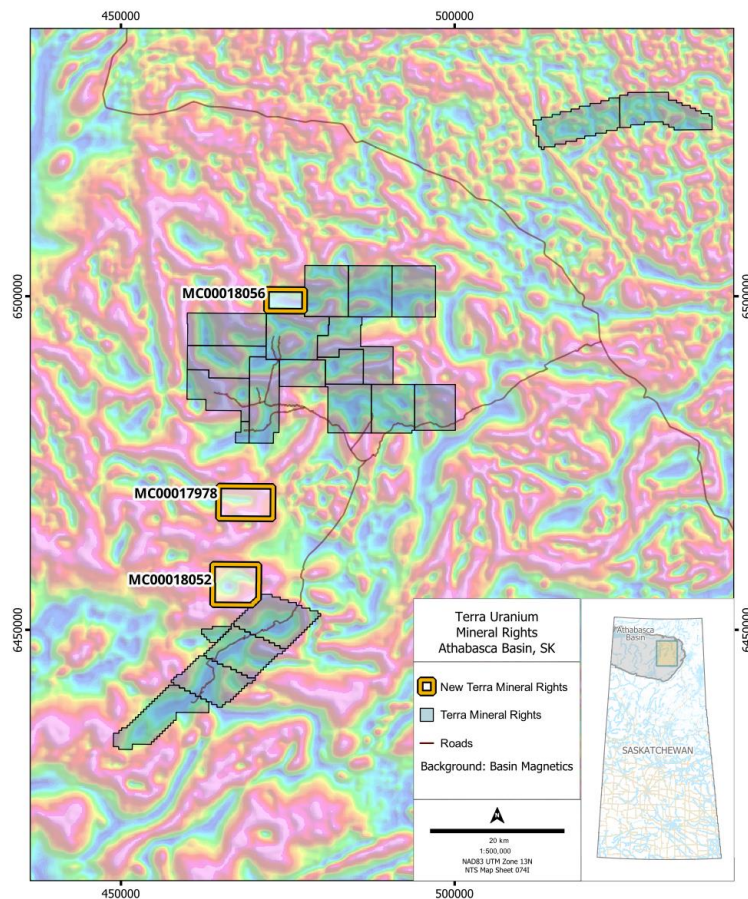 450000
500000
6500000
6500000
MC00018056
MC00017978
MC00018052
6450000
6450000
Terra Uranium
Mineral Rights
Athabasca Basin, SK
New Terra Mineral Rights
Terra Mineral Rights
Roads
Background: Basin Magnetics
N
20 km
1:500,000
NAD83 UTM Zone 13N
NTS Map Sheet 074I
Athabasca
Basin
SASKATCHEWAN
450000
500000